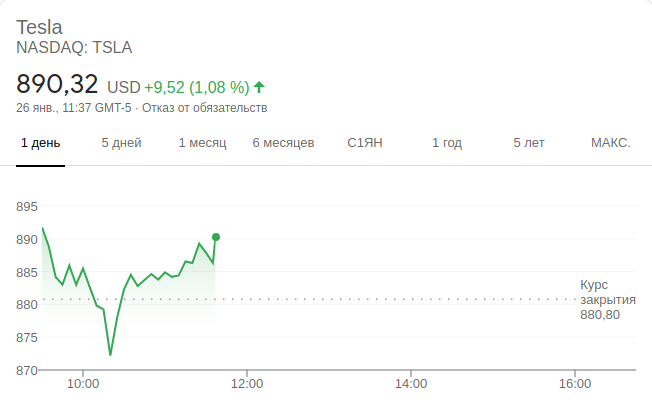 Tesla
NASDAQ: TSLA
890,32 USD +9,52 (1,08 %)
26 янв., 11:37 GMT-5 · Отказ от обязательств
1 день 5 дней 1 месяц 6 месяцев С1ЯН 1 год 5 лет МАКС.
895
890
885
880
875
870
Курс
закрытия
880,80
10:00 12:00 14:00 16:00